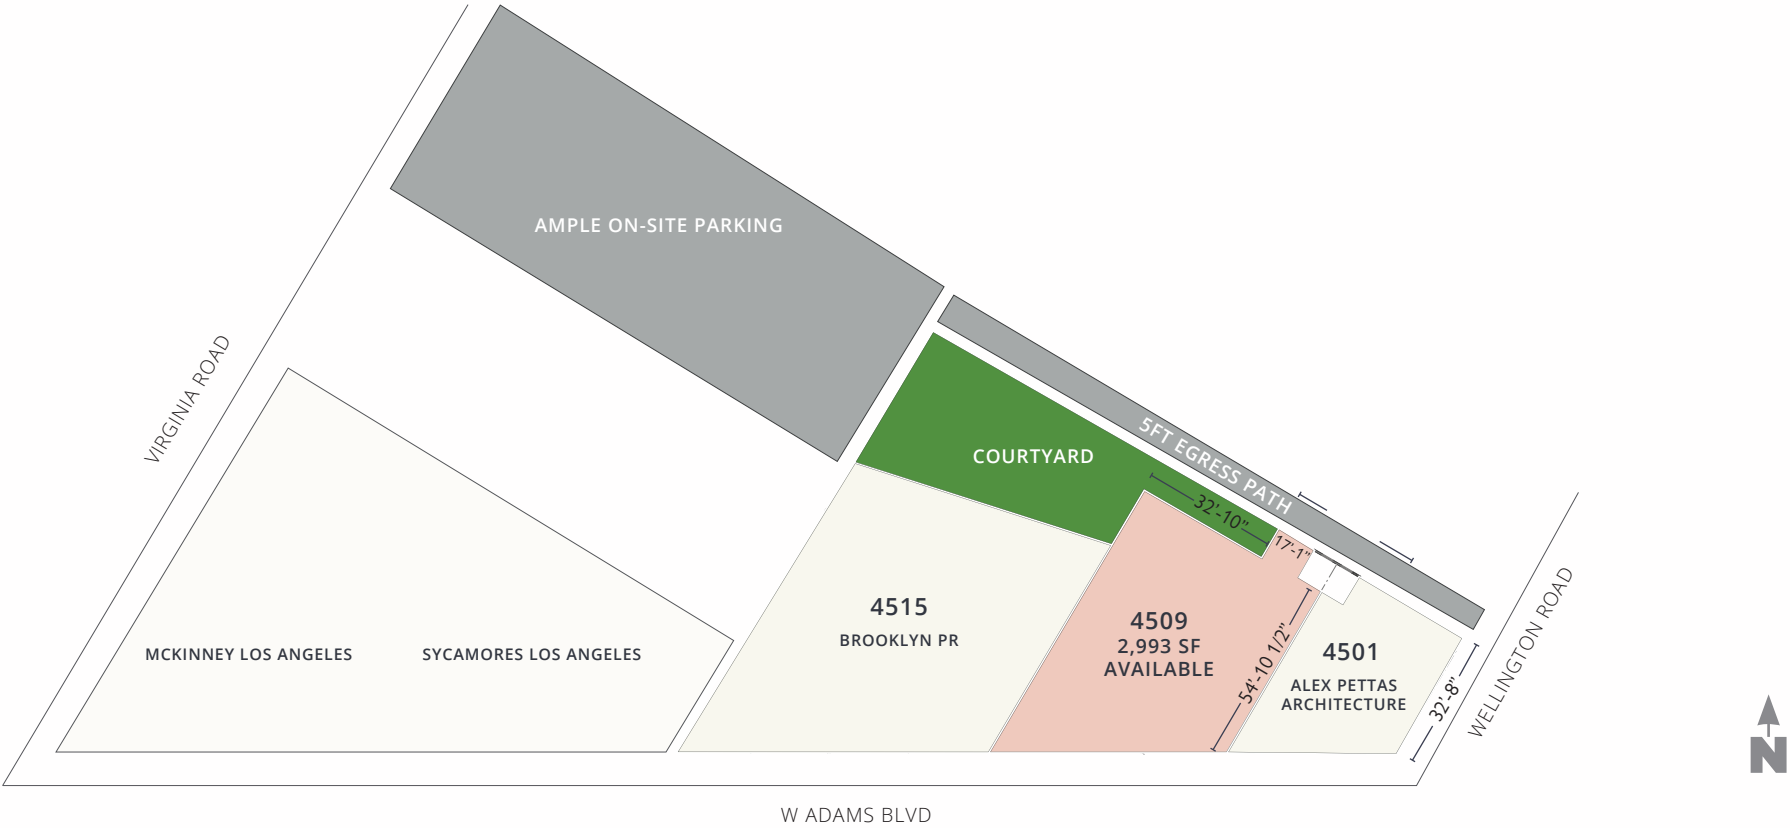 AMPLE ON-SITE PARKING
VIRGINIA ROAD
5FT EGRESS PATH
COURTYARD
32'-10"
17'-1"
4515
BROOKLYN PR
4509
2,993 SF
AVAILABLE
54'-10 1/2"
4501
ALEX PETTAS
ARCHITECTURE
32'-8"
WELLINGTON ROAD
MCKINNEY LOS ANGELES
SYCAMORES LOS ANGELES
N
W ADAMS BLVD